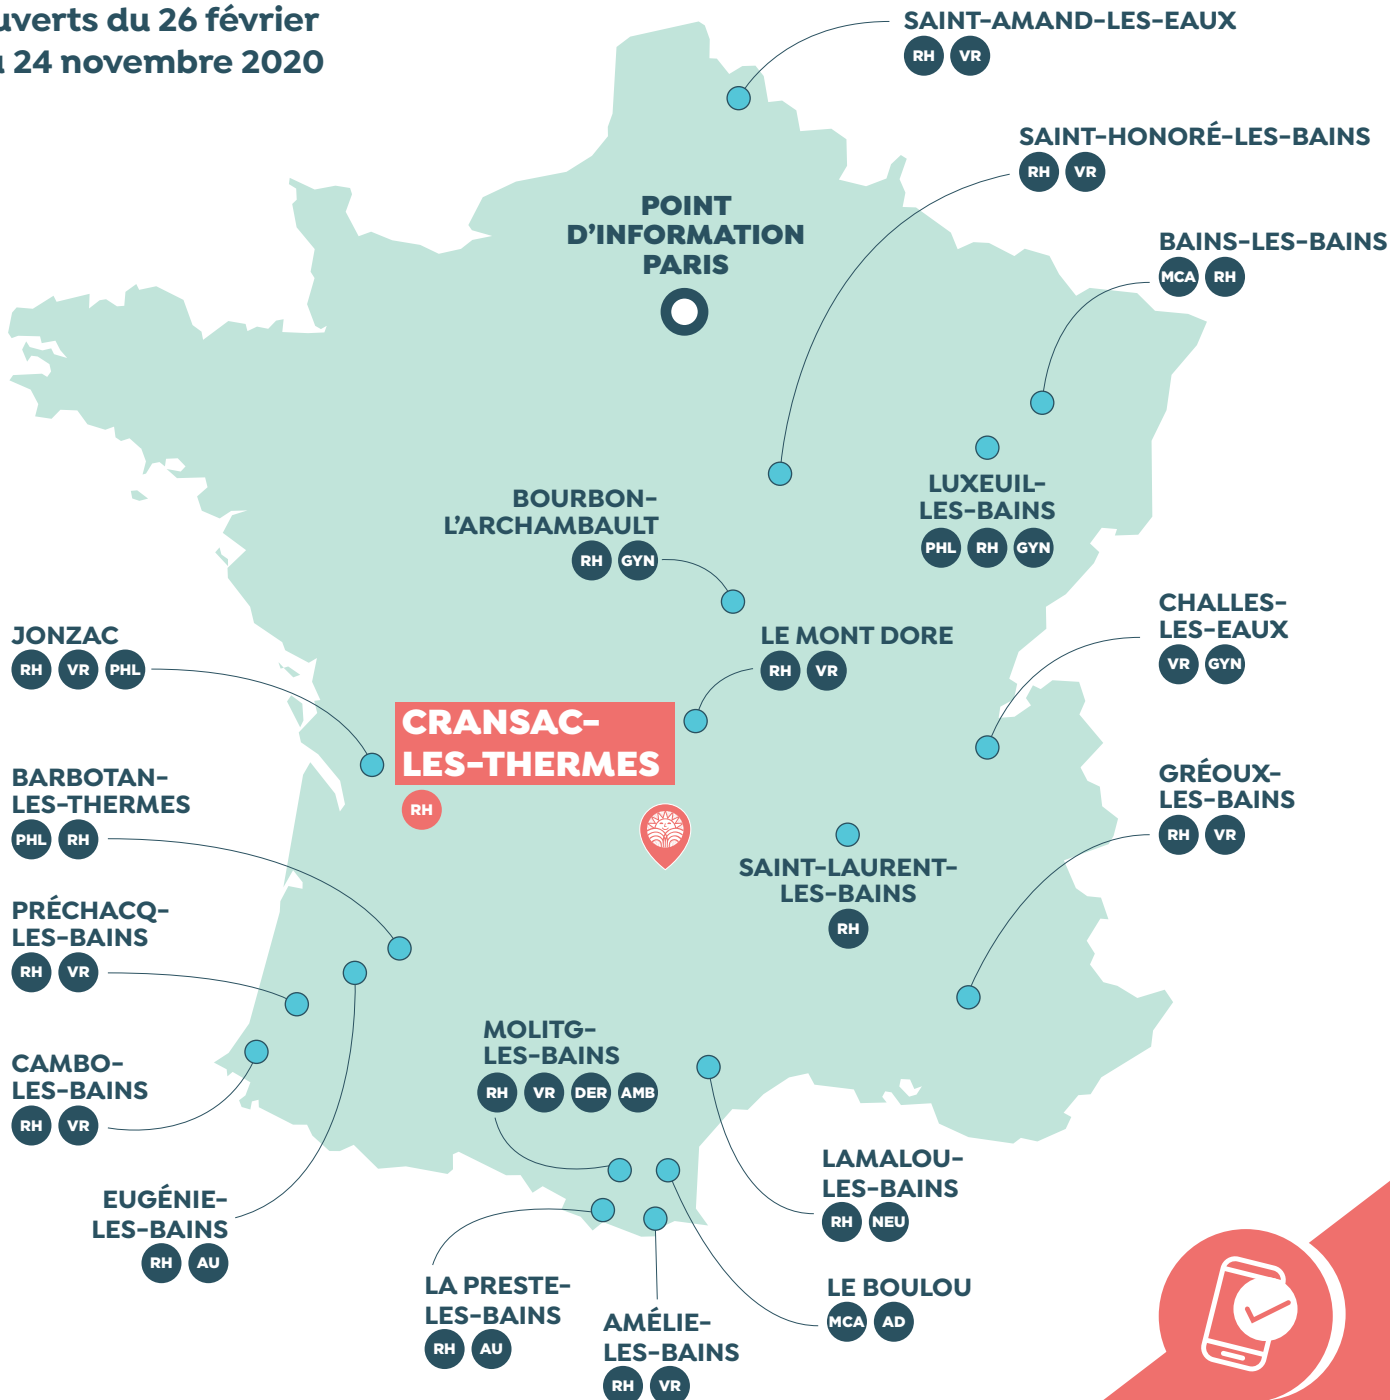 uverts du 26 février
24 novembre 2020
SAINT-AMAND-LES-EAUX
RH VR
SAINT-HONORÉ-LES-BAINS
RH VR
POINT
D'INFORMATION
PARIS
BAINS-LES-BAINS
MCA RH
LUXEUIL-
LES-BAINS
PHL RH GYN
BOURBON-
L'ARCHAMBAULT
RH GYN
CHALLES-
LES-EAUX
VR GYN
JONZAC
RH VR PHL
LE MONT DORE
RH VR
CRANSAC-
LES-THERMES
RH
BARBOTAN-
LES-THERMES
PHL RH
GRÉOUX-
LES-BAINS
RH VR
SAINT-LAURENT-
LES-BAINS
RH
PRÉCHACQ-
LES-BAINS
RH VR
MOLITG-
LES-BAINS
RH VR DER AMB
CAMBO-
LES-BAINS
RH VR
LAMALOU-
LES-BAINS
RH NEU
EUGÉNIE-
LES-BAINS
RH AU
LA PRESTE-
LES-BAINS
RH AU
LE BOULOU
MCA AD
AMÉLIE-
LES-BAINS
RH VR